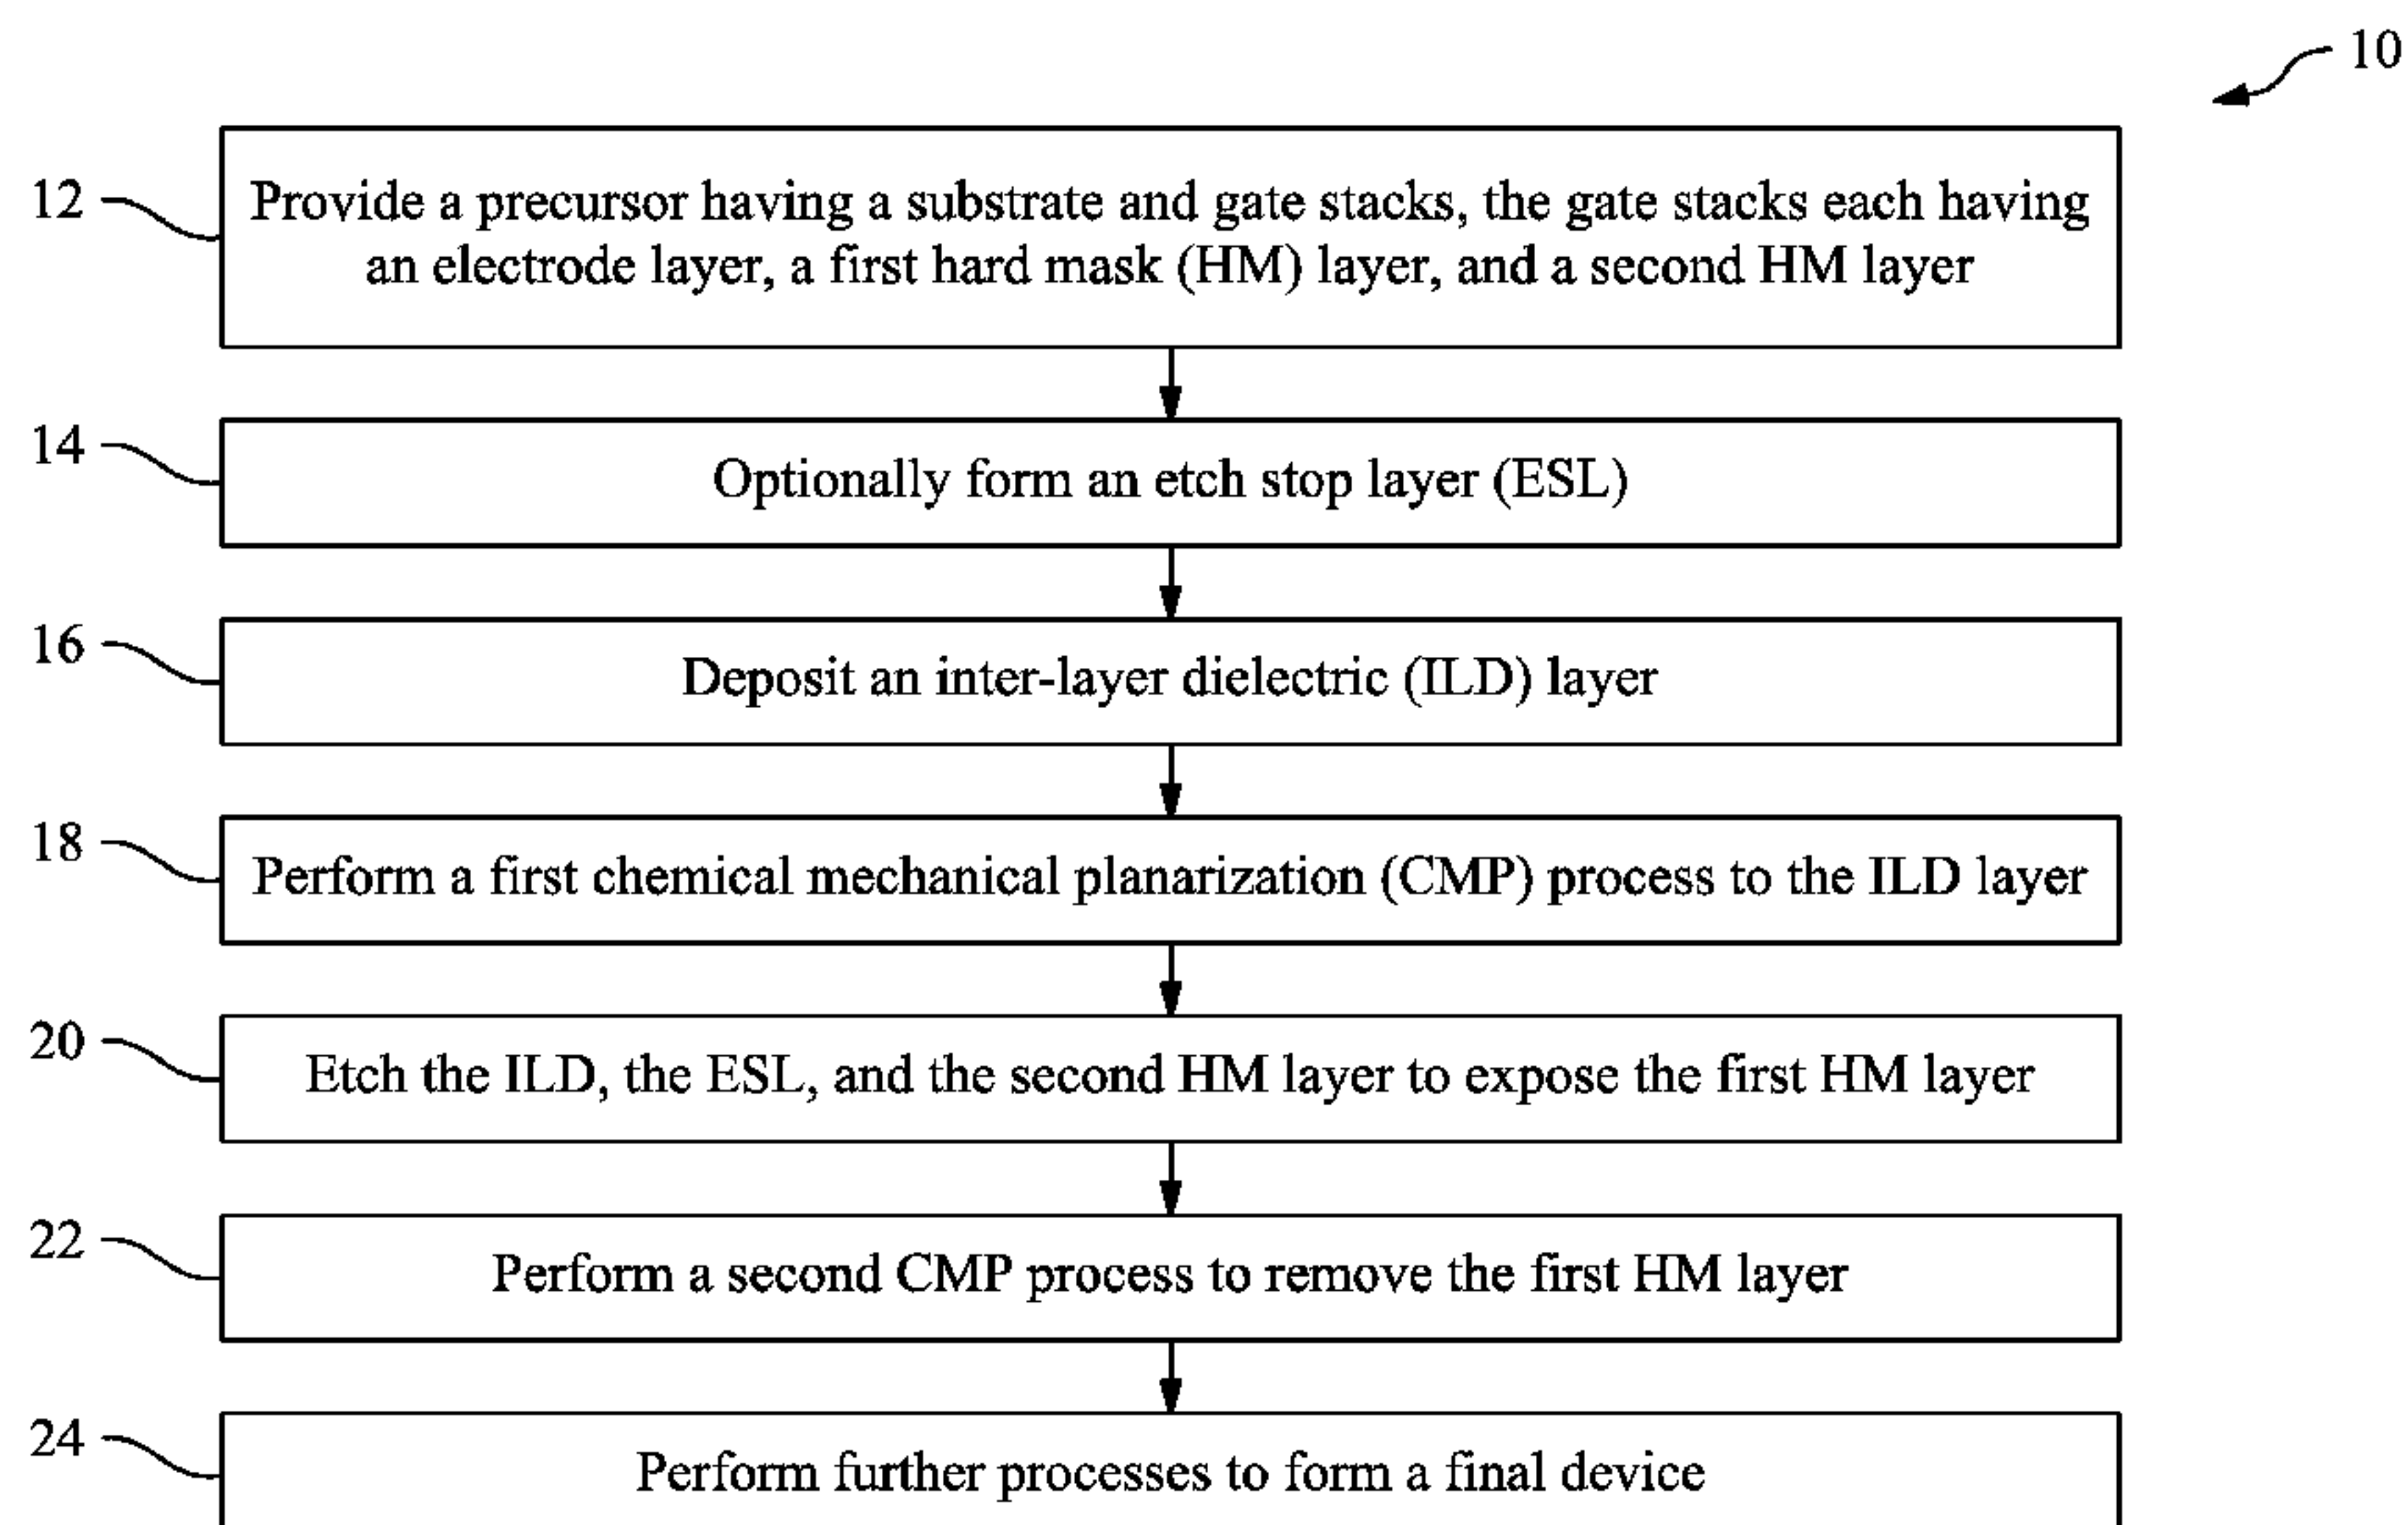 10
12
Provide a precursor having a substrate and gate stacks, the gate stacks each having
an electrode layer, a first hard mask (HM) layer, and a second HM layer
14
Optionally form an etch stop layer (ESL)
16
Deposit an inter-layer dielectric (ILD) layer
18
Perform a first chemical mechanical planarization (CMP) process to the ILD layer
20
Etch the ILD, the ESL, and the second HM layer to expose the first HM layer
22
Perform a second CMP process to remove the first HM layer
24
Perform further processes to form a final device